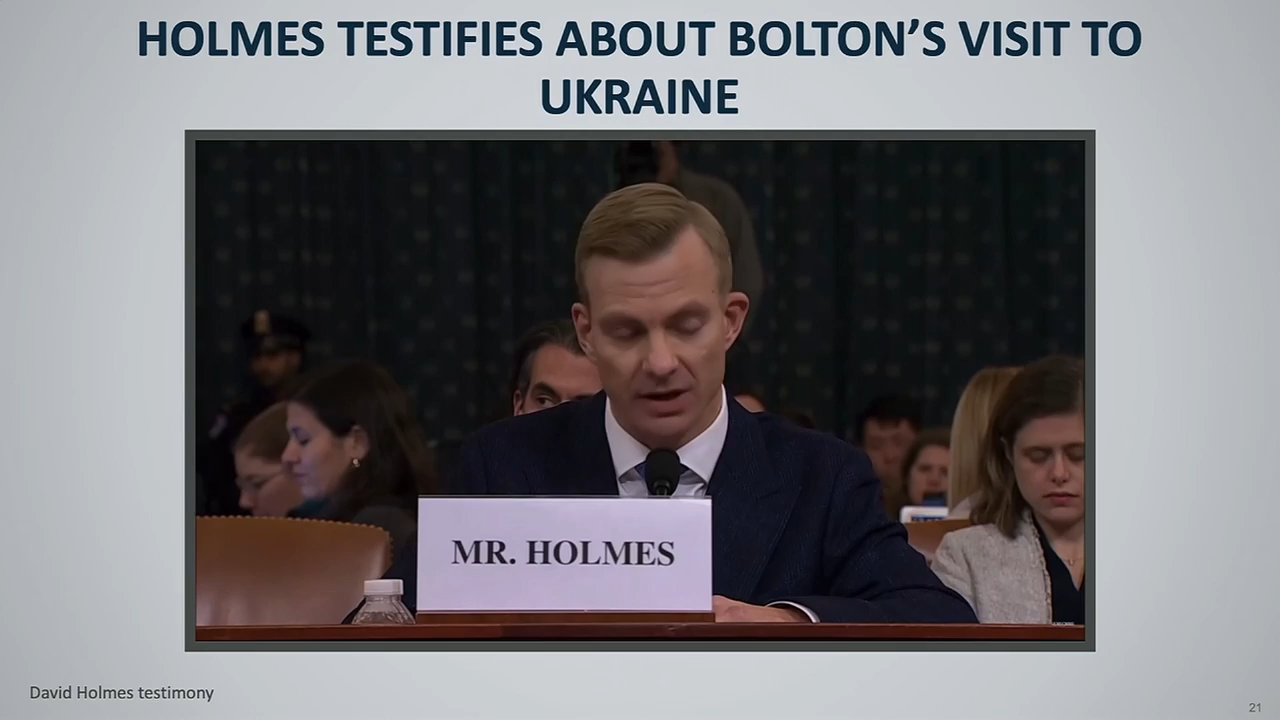 HOLMES TESTIFIES ABOUT BOLTON'S VISIT TO
UKRAINE
MR. HOLMES
David Holmes testimony
21